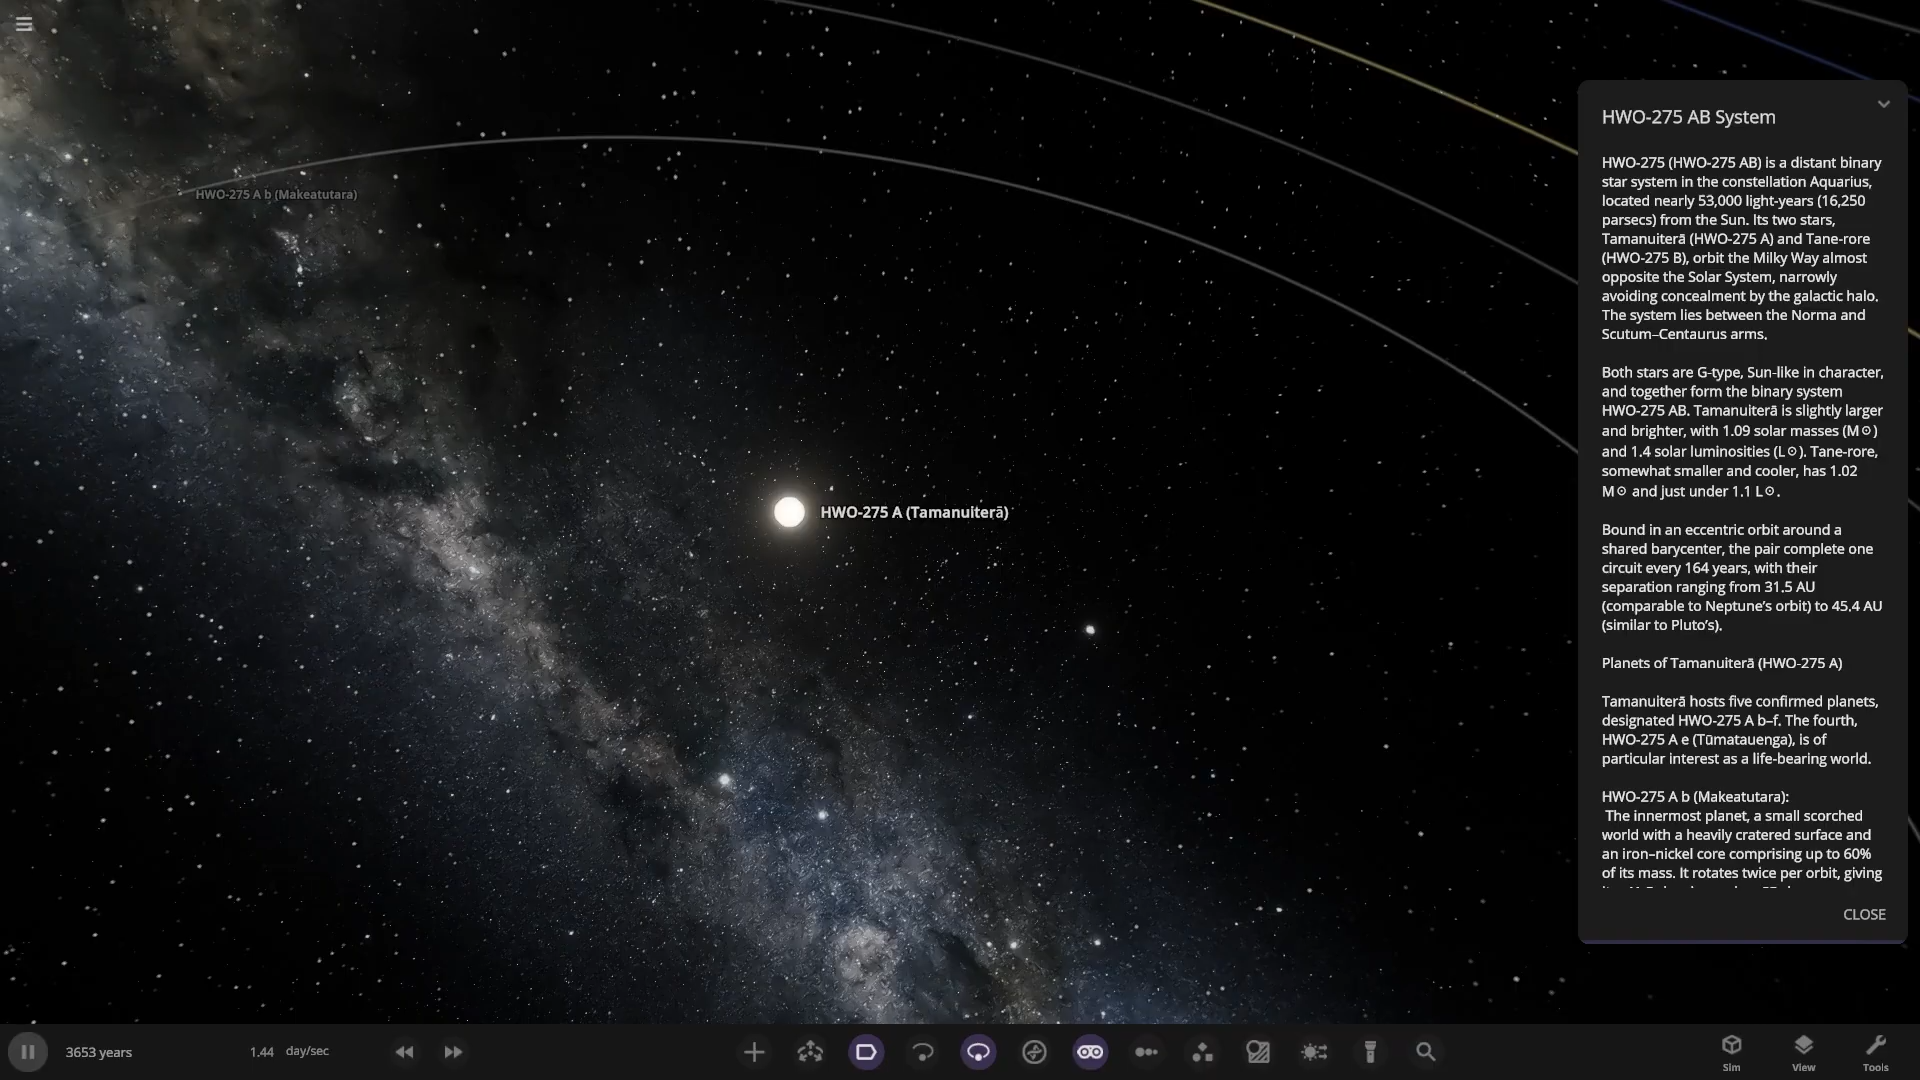 HWO-275 A b (Makeatutara)
HWO-275 A (Tamanuiterā)
HWO-275 AB System
HWO-275 (HWO-275 AB) is a distant binary
star system in the constellation Aquarius,
located nearly 53,000 light-years (16,250
parsecs) from the Sun. Its two stars,
Tamanuiterā (HWO-275 A) and Tane-rore
(HWO-275 B), orbit the Milky Way almost
opposite the Solar System, narrowly
avoiding concealment by the galactic halo.
The system lies between the Norma and
Scutum–Centaurus arms.
Both stars are G-type, Sun-like in character,
and together form the binary system
HWO-275 AB. Tamanuiterā is slightly larger
and brighter, with 1.09 solar masses (M☉)
and 1.4 solar luminosities (L☉). Tane-rore,
somewhat smaller and cooler, has 1.02
M☉ and just under 1.1 L☉.
Bound in an eccentric orbit around a
shared barycenter, the pair complete one
circuit every 164 years, with their
separation ranging from 31.5 AU
(comparable to Neptune’s orbit) to 45.4 AU
(similar to Pluto’s).
Planets of Tamanuiterā (HWO-275 A)
Tamanuiterā hosts five confirmed planets,
designated HWO-275 A b–f. The fourth,
HWO-275 A e (Tūmatauenga), is of
particular interest as a life-bearing world.
HWO-275 A b (Makeatutara):
The innermost planet, a small scorched
world with a heavily cratered surface and
an iron–nickel core comprising up to 60%
of its mass. It rotates twice per orbit, giving
CLOSE
3653 years
1.44 day/sec
Sim
View
Tools